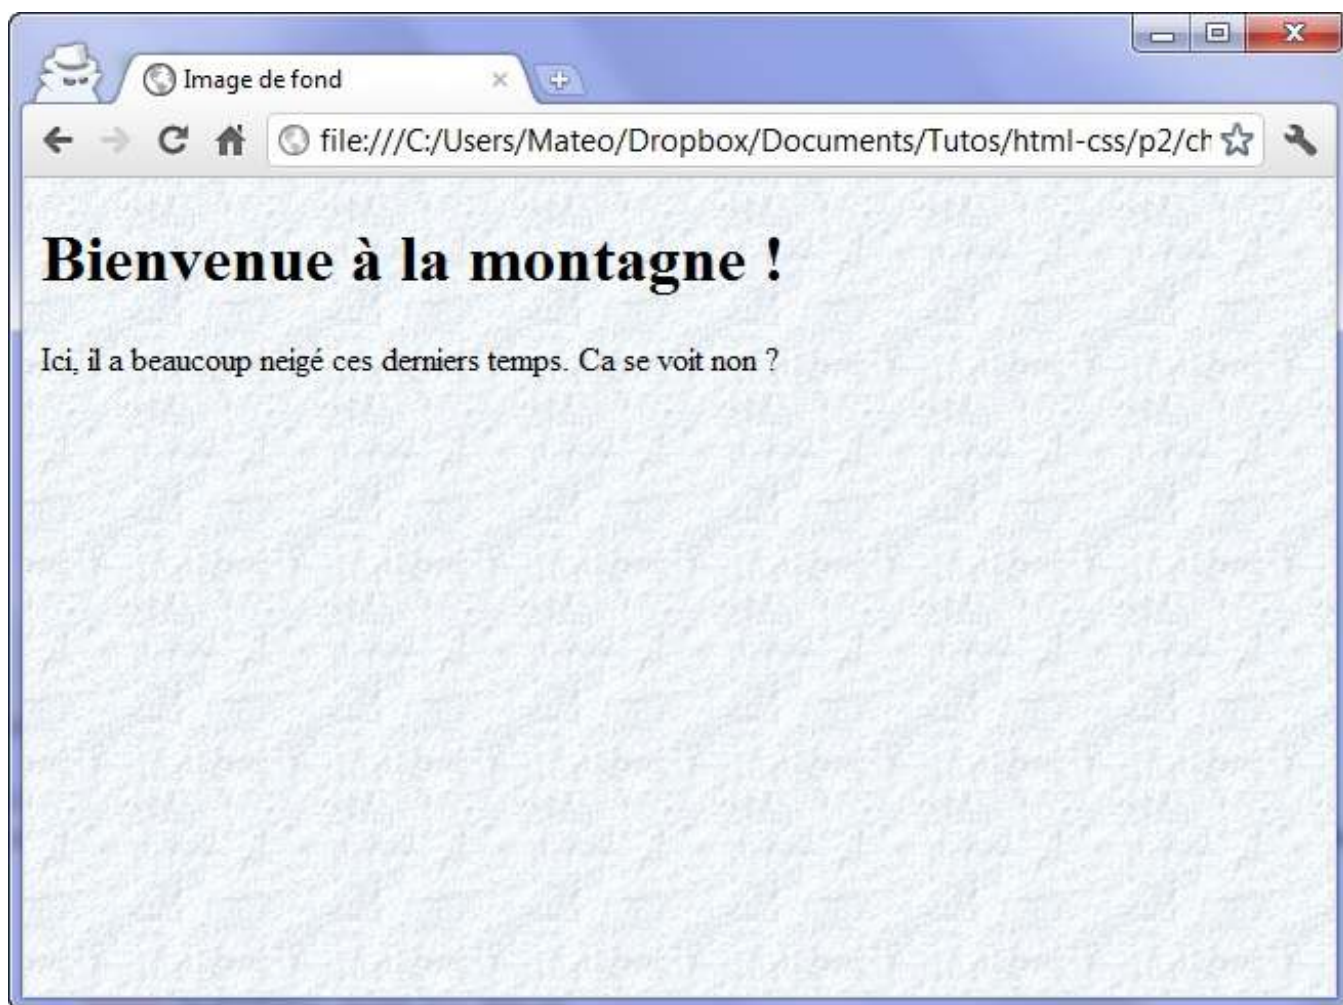 Image de fond
file:///C:/Users/Mateo/Dropbox/Documents/Tutos/html-css/p2/ch
Bienvenue à la montagne !
Ici, il a beaucoup neigé ces derniers temps. Ca se voit non ?